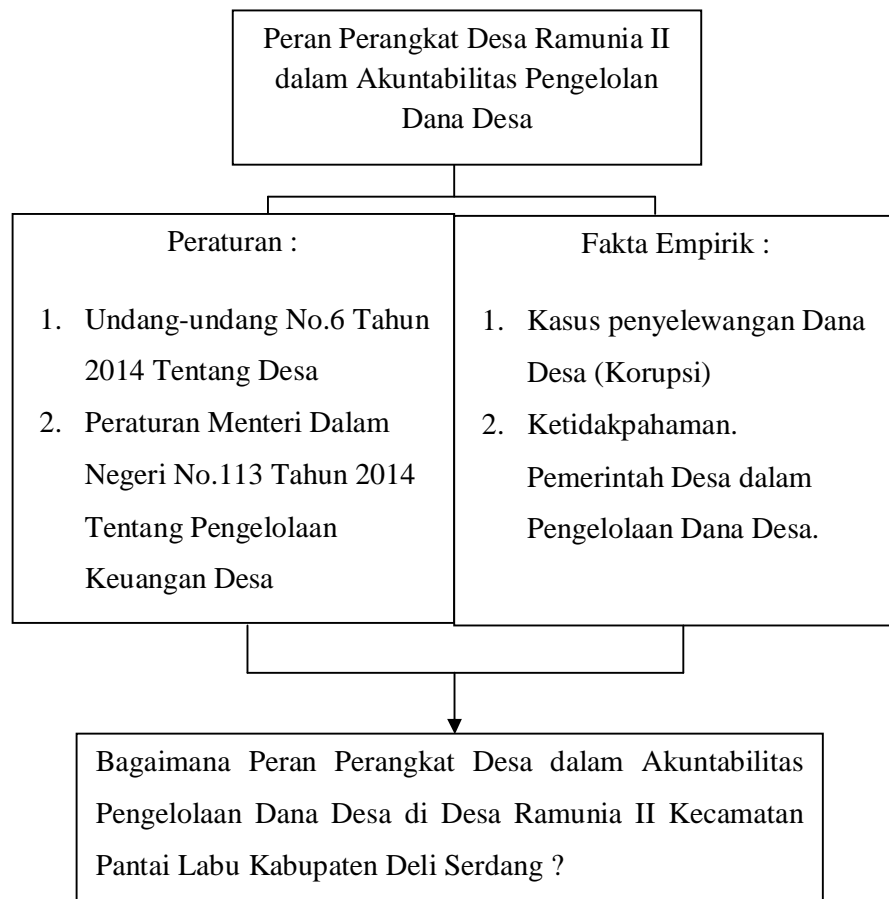 Peran Perangkat Desa Ramunia II
dalam Akuntabilitas Pengelolan
Dana Desa
Peraturan :
1. Undang-undang No.6 Tahun
2014 Tentang Desa
2. Peraturan Menteri Dalam
Negeri No.113 Tahun 2014
Tentang Pengelolaan
Keuangan Desa
Fakta Empirik :
1. Kasus penyelewangan Dana
Desa (Korupsi)
2. Ketidakpahaman.
Pemerintah Desa dalam
Pengelolaan Dana Desa.
Bagaimana Peran Perangkat Desa dalam Akuntabilitas
Pengelolaan Dana Desa di Desa Ramunia II Kecamatan
Pantai Labu Kabupaten Deli Serdang ?